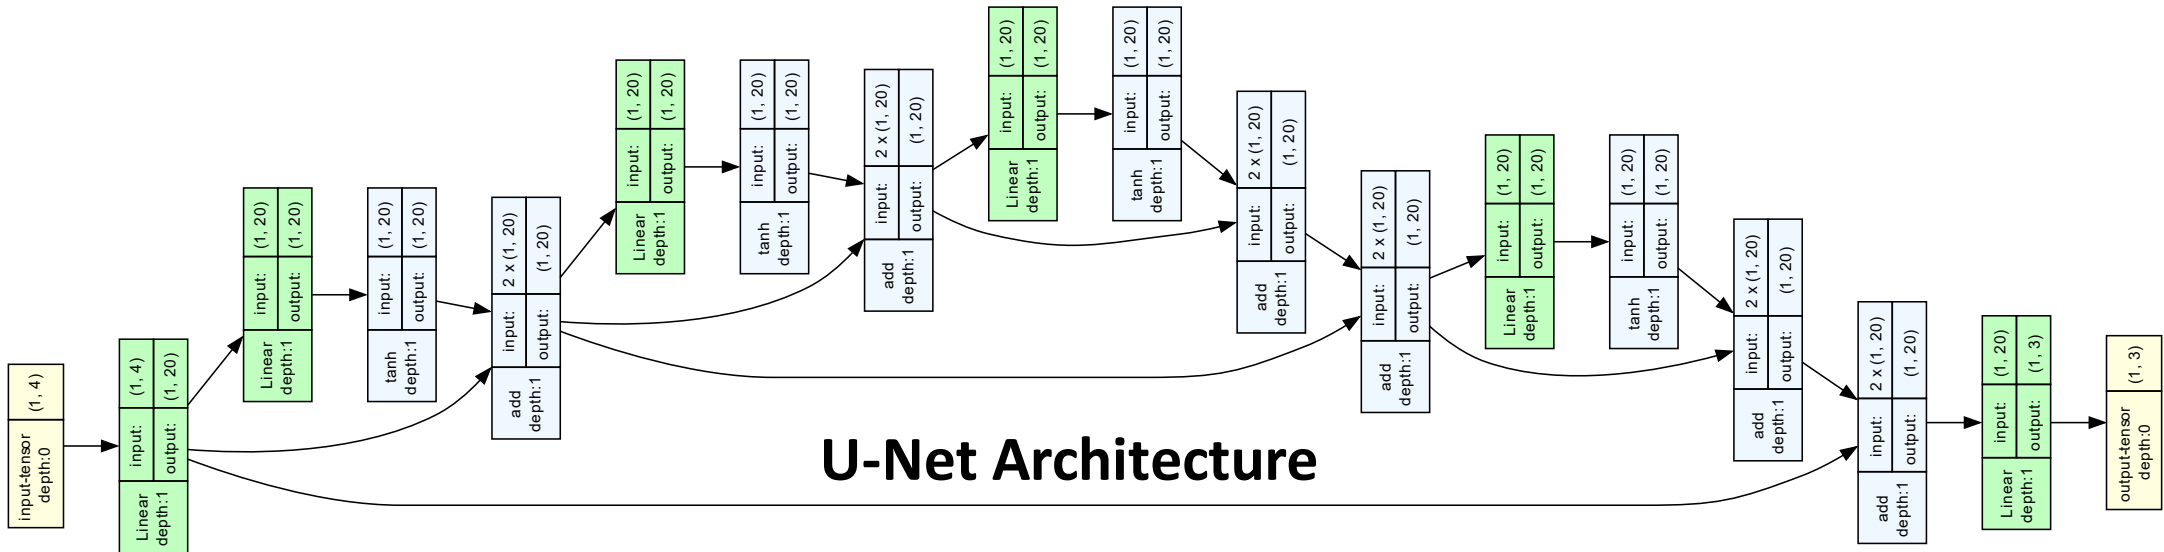 input-tensor
depth:0
(1, 4)
Linear
depth:1
input:
(1, 4)
output:
(1, 20)
Linear
depth:1
input:
(1, 20)
output:
(1, 20)
tanh
depth:1
input:
(1, 20)
output:
(1, 20)
add
depth:1
input:
2 x (1, 20)
output:
(1, 20)
Linear
depth:1
input:
(1, 20)
output:
(1, 20)
tanh
depth:1
input:
(1, 20)
output:
(1, 20)
add
depth:1
input:
2 x (1, 20)
output:
(1, 20)
Linear
depth:1
input:
(1, 20)
output:
(1, 20)
tanh
depth:1
input:
(1, 20)
output:
(1, 20)
add
depth:1
input:
2 x (1, 20)
output:
(1, 20)
add
depth:1
input:
2 x (1, 20)
output:
(1, 20)
Linear
depth:1
input:
(1, 20)
output:
(1, 20)
tanh
depth:1
input:
(1, 20)
output:
(1, 20)
add
depth:1
input:
2 x (1, 20)
output:
(1, 20)
add
depth:1
input:
2 x (1, 20)
output:
(1, 20)
Linear
depth:1
input:
(1, 20)
output:
(1, 3)
output-tensor
depth:0
(1, 3)
U-Net Architecture